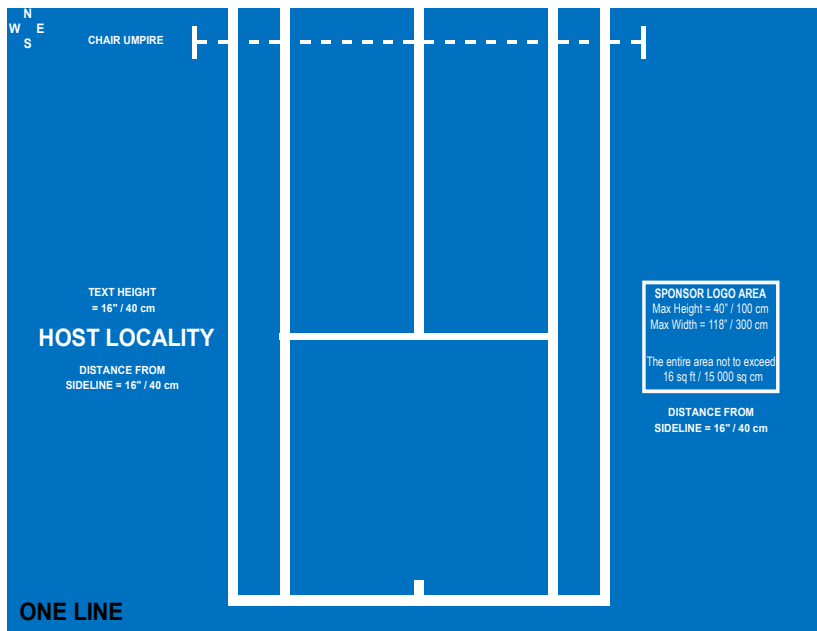 N
W E
S
CHAIR UMPIRE
TEXT HEIGHT
= 16" / 40 cm
HOST LOCALITY
DISTANCE FROM
SIDELINE = 16" / 40 cm
SPONSOR LOGO AREA
Max Height = 40" / 100 cm
Max Width = 118" / 300 cm
The entire area not to exceed
16 sq ft / 15 000 sq cm
DISTANCE FROM
SIDELINE = 16" / 40 cm
ONE LINE